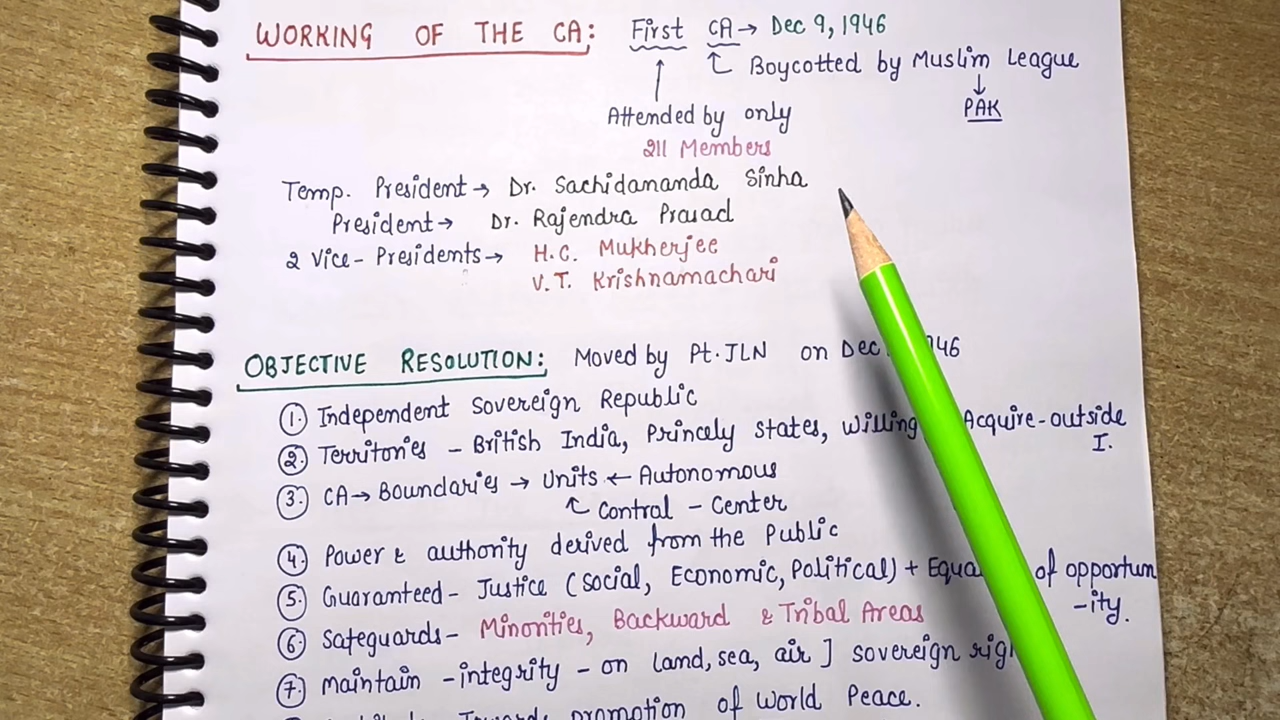 WORKING OF THE CA: First CA → Dec 9, 1946
Boycotted by Muslim League
↓
PAK
Attended by only
211 Members
Temp. President → Dr. Sachidananda Sinha
President → Dr. Rajendra Prasad
2 Vice-Presidents → H.C. Mukherjee
V.T. Krishnamachari
OBJECTIVE RESOLUTION: Moved by Pt. JLN on Dec 46
1. Independent Sovereign Republic
2. Territories - British India, Princely states, willing Acquire-outside
I.
3. CA → Boundaries → Units ← Autonomous
Control - Center
4. Power & authority derived from the Public
5. Guaranteed - Justice (Social, Economic, Political) + Equa of opportun
-ity.
6. Safeguards - Minorities, Backward & Tribal Areas
7. Maintain - integrity - on land, sea, air ] sovereign rig
Towards promotion of World Peace.